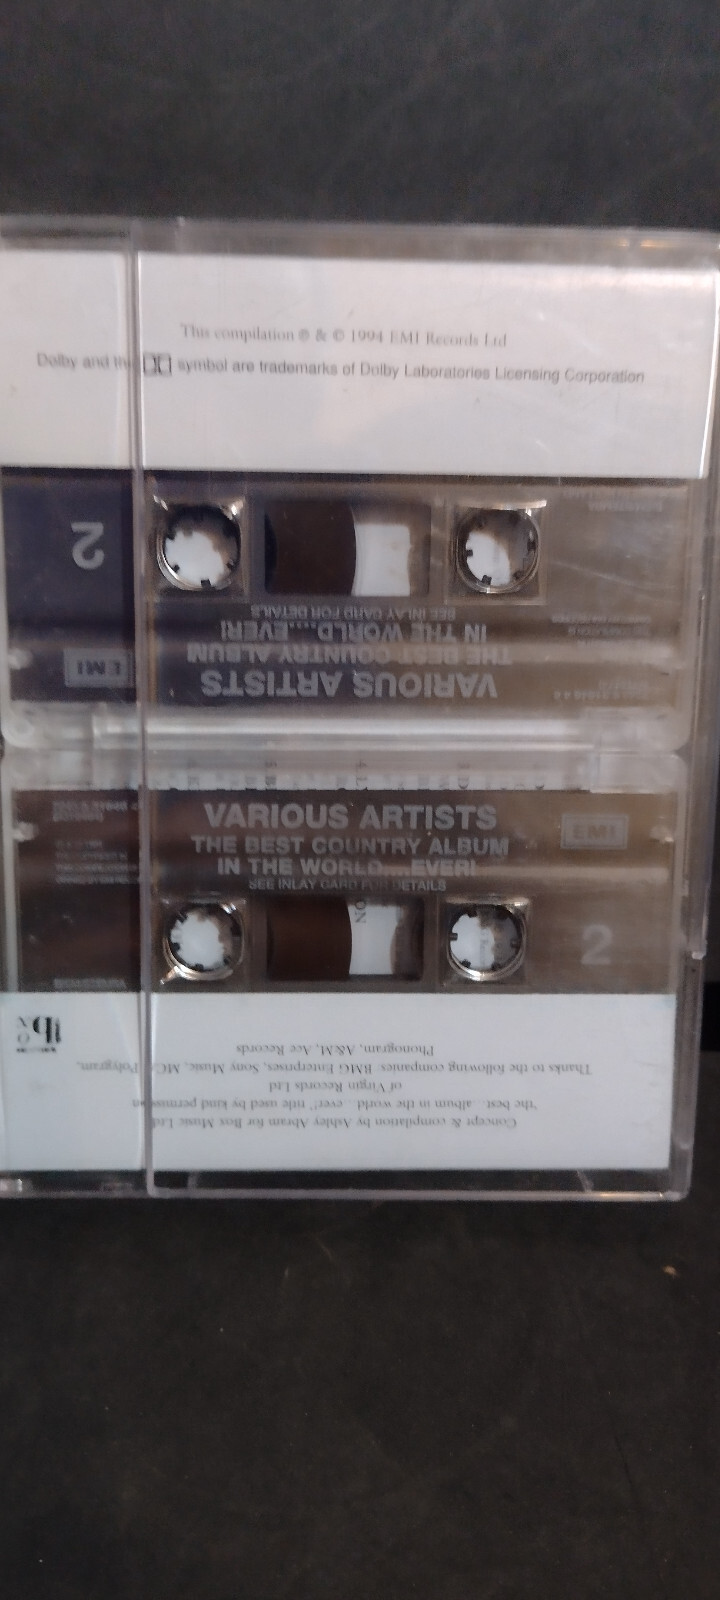 This compilation ℗ & © 1994 EMI Records Ltd
Dolby and the symbol are trademarks of Dolby Laboratories Licensing Corporation
2
SEE INLAY CARD FOR DETAILS
IN THE WORLD....EVER!
THE BEST COUNTRY ALBUM
VARIOUS ARTISTS
EMI
VARIOUS ARTISTS
THE BEST COUNTRY ALBUM
IN THE WORLD....EVER!
SEE INLAY CARD FOR DETAILS
EMI
2
Concept & compilation by Ashley Abram for Box Music Ltd
"the best...album in the world...ever!" title used by kind permission
of Virgin Records Ltd
Thanks to the following companies: BMG Enterprises, Sony Music, MCA, Polygram,
Phonogram, A&M, Ace Records